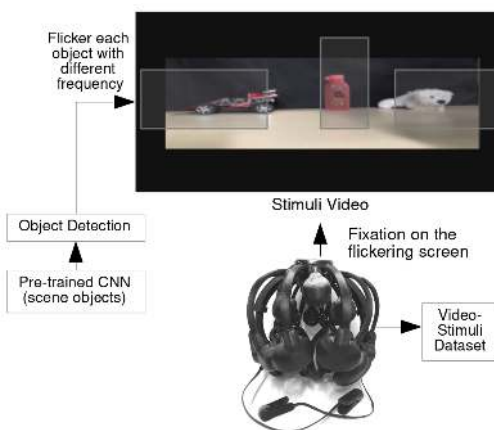 Flicker each
object with
different
frequency
Stimuli Video
Object Detection
Fixation on the
flickering screen
Pre-trained CNN
(scene objects)
Video-
Stimuli
Dataset